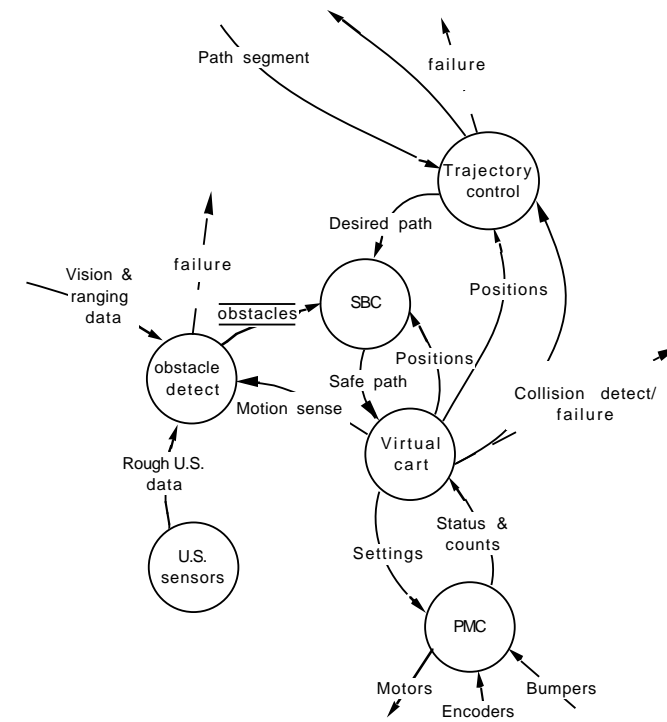 Path segment
failure
Trajectory
control
Desired path
Vision &
ranging
data
failure
obstacles
SBC
Positions
Positions
obstacle
detect
Safe path
Motion sense
Collision detect/
failure
Virtual
cart
Rough U.S.
data
Status &
counts
Settings
U.S.
sensors
PMC
Motors
Encoders
Bumpers